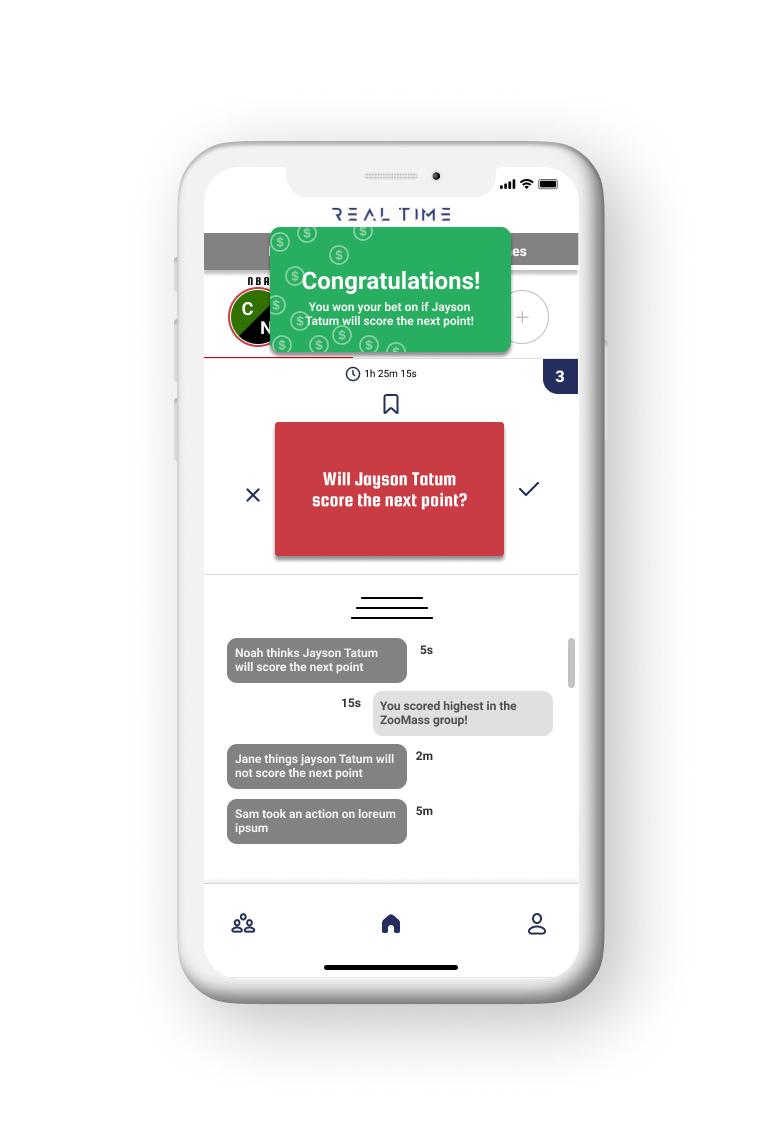 REAL TIME
es
Congratulations!
You won your bet on if Jayson
Tatum will score the next point!
NBA
C
N
1h 25m 15s
3
Will Jayson Tatum
score the next point?
Noah thinks Jayson Tatum
will score the next point
5s
15s
You scored highest in the
ZooMass group!
Jane things jayson Tatum will
not score the next point
2m
Sam took an action on loreum
ipsum
5m